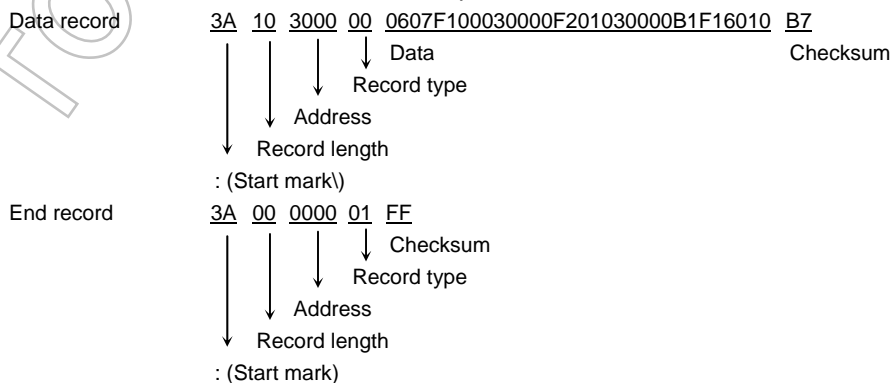 Data record 3A 10 3000 00 0607F100030000F201030000B1F16010 B7
Data Checksum
Record type
Address
Record length
: (Start mark\)
End record 3A 00 0000 01 FF
Checksum
Record type
Address
Record length
: (Start mark)